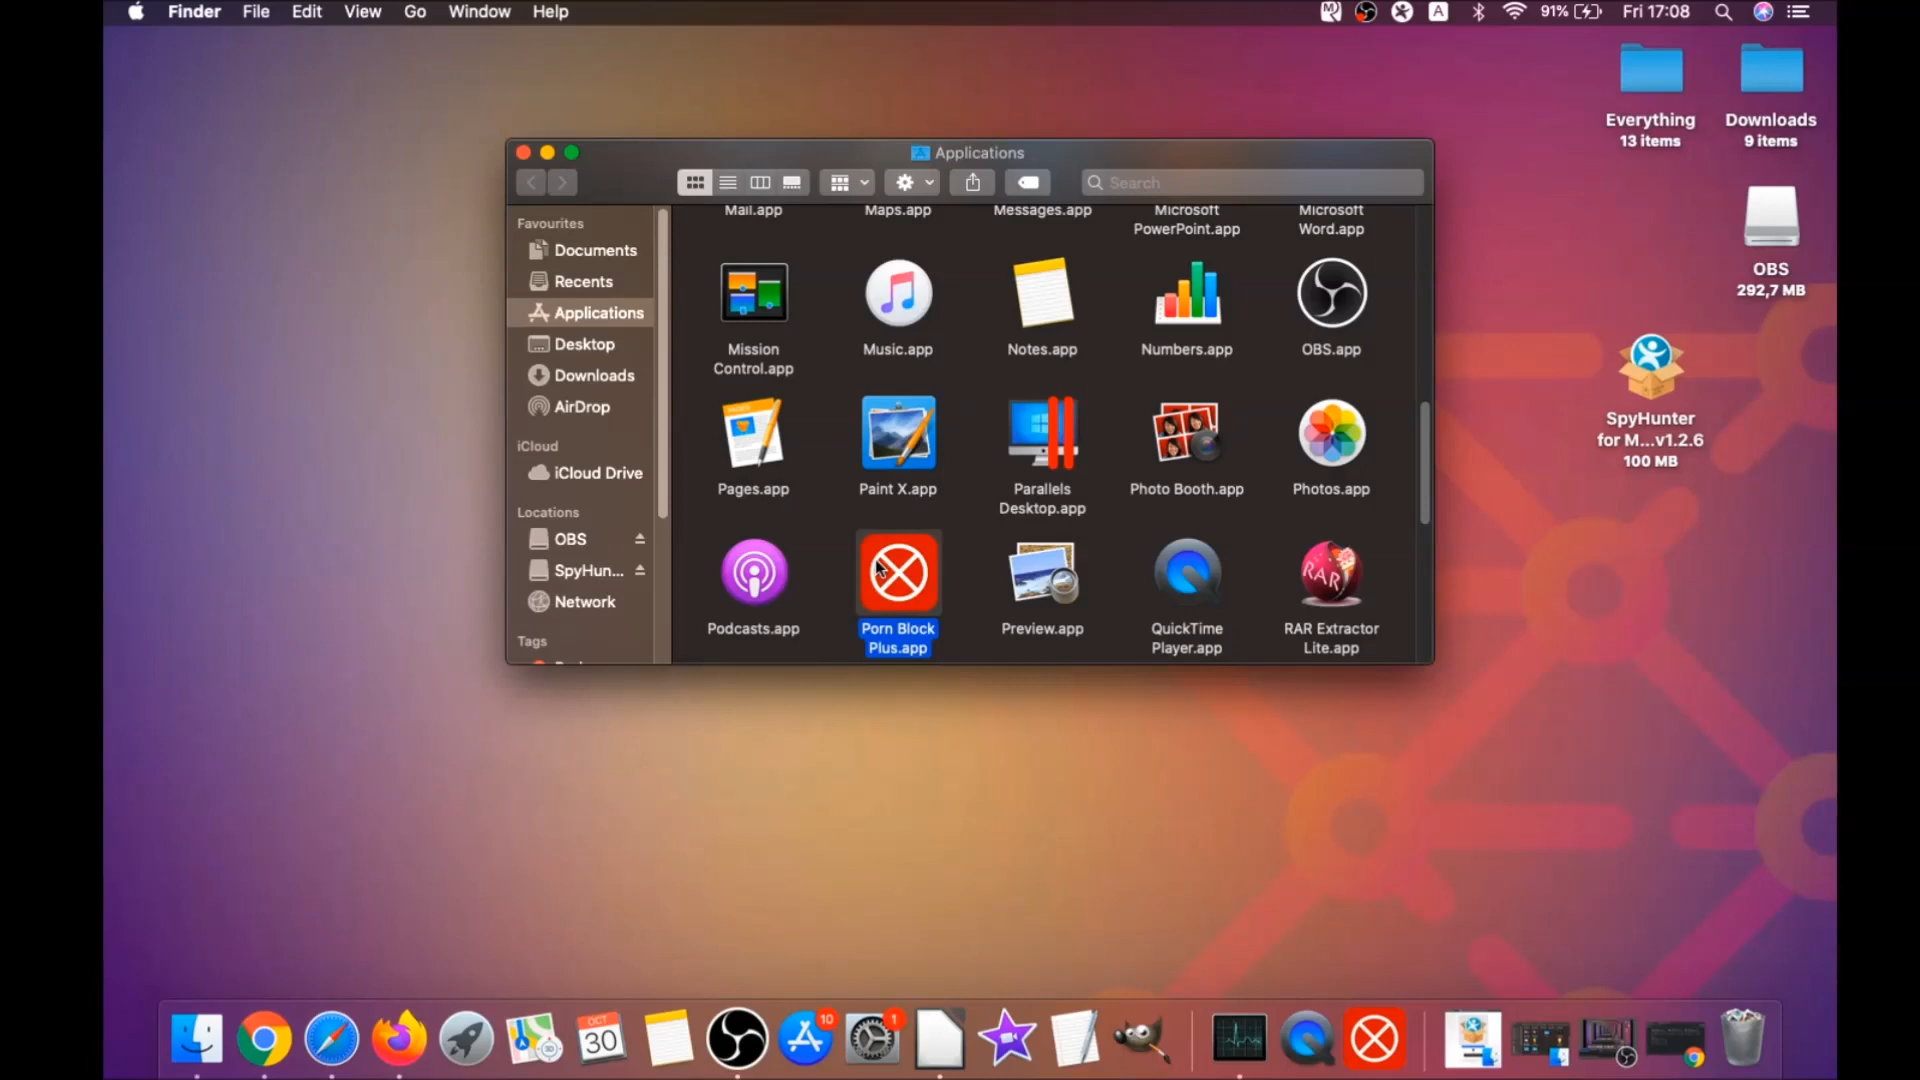 Finder File Edit View Go Window Help
A 91% Fri 17:08
Everything
13 items
Downloads
9 items
OBS
292,7 MB
SpyHunter
for M...v1.2.6
100 MB
Applications
Search
Favourites
Documents
Recents
Applications
Desktop
Downloads
AirDrop
iCloud
iCloud Drive
Locations
OBS
SpyHun...
Network
Tags
Mail.app
Maps.app
Messages.app
Microsoft
PowerPoint.app
Microsoft
Word.app
Mission
Control.app
Music.app
Notes.app
Numbers.app
OBS.app
PAGES
Pages.app
Paint X.app
Parallels
Desktop.app
Photo Booth.app
Photos.app
Podcasts.app
Porn Block
Plus.app
Preview.app
QuickTime
Player.app
RAR
RAR Extractor
Lite.app
OCT
30
3D
10
1